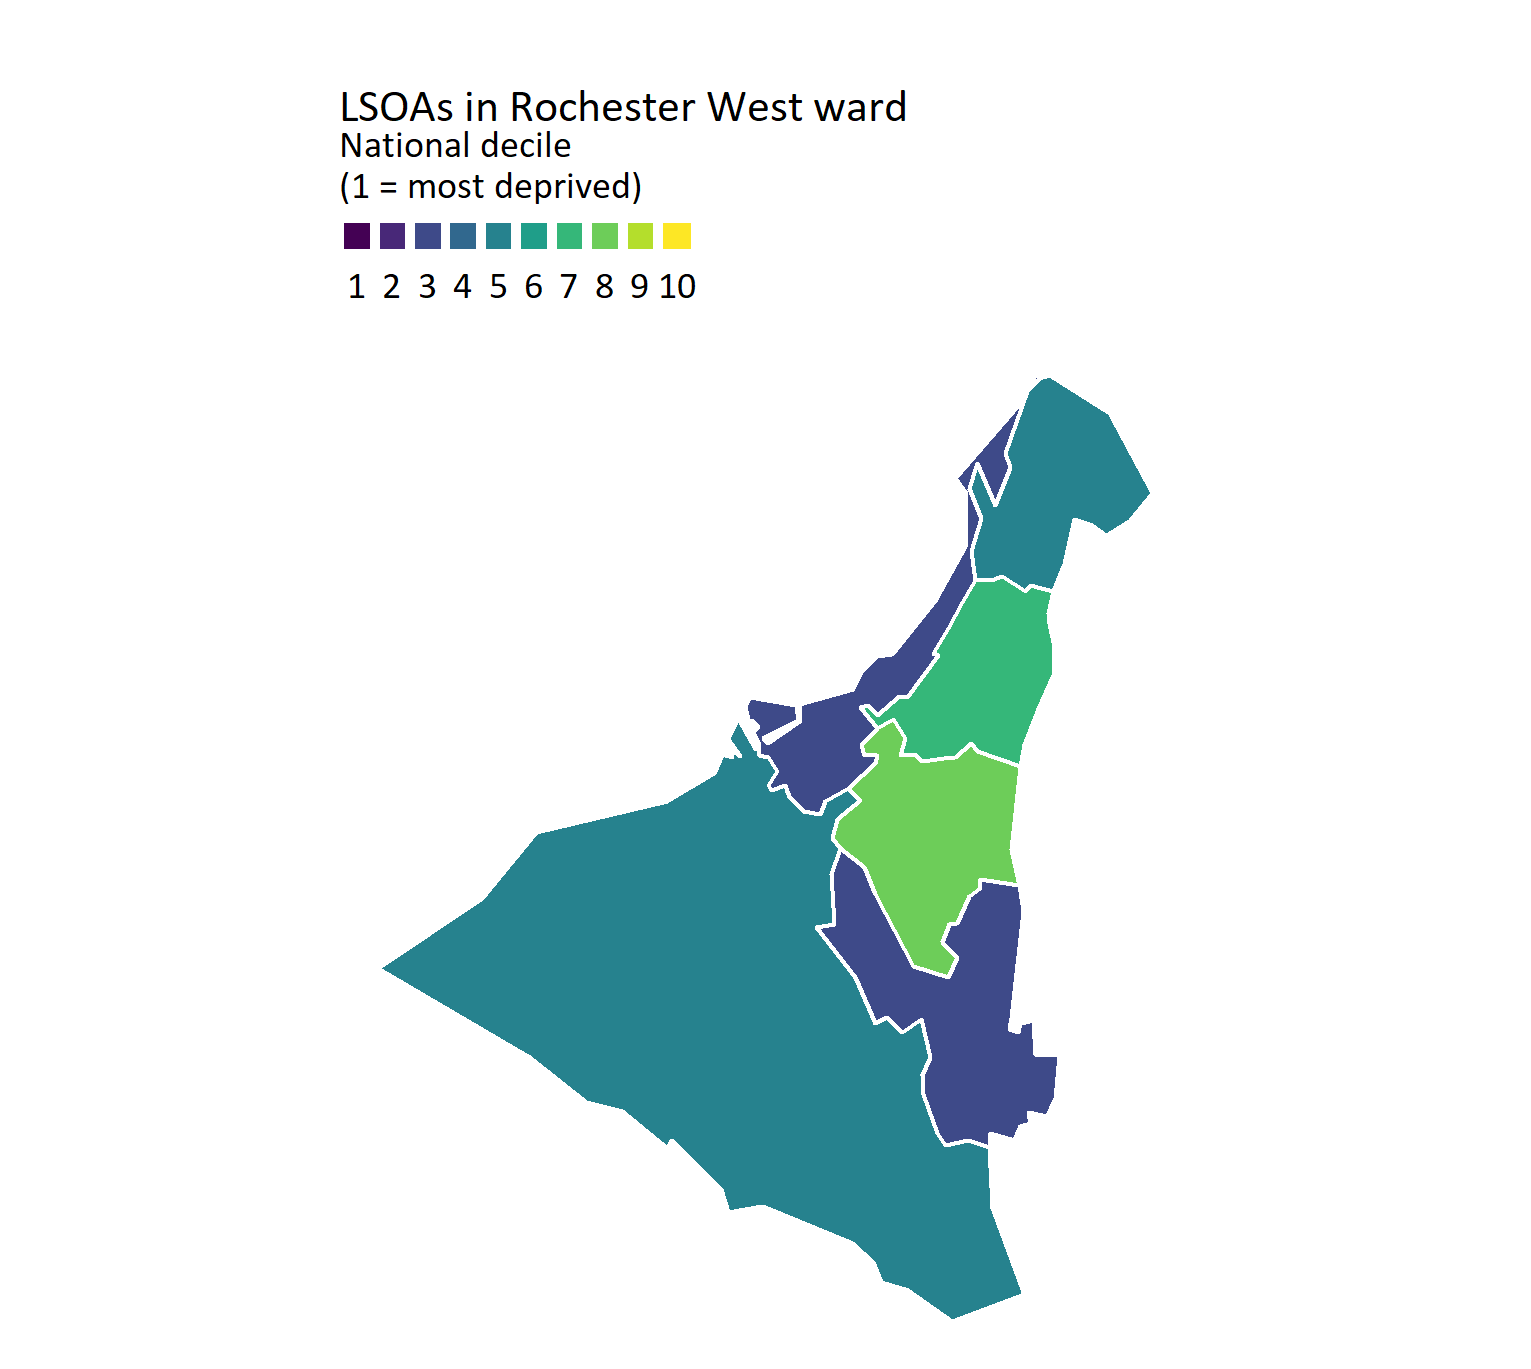 LSOAs in Rochester West ward
National decile
(1 = most deprived)
1 2 3 4 5 6 7 8 9 10